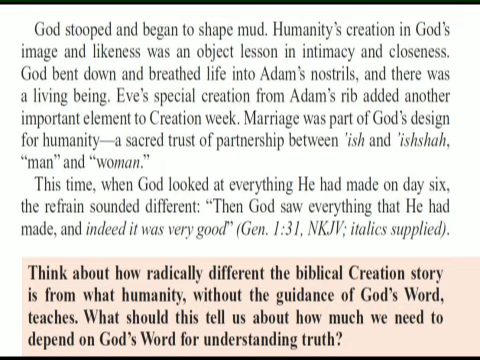 God stooped and began to shape mud. Humanity's creation in God's
image and likeness was an object lesson in intimacy and closeness.
God bent down and breathed life into Adam's nostrils, and there was
a living being. Eve's special creation from Adam's rib added another
important element to Creation week. Marriage was part of God's design
for humanity—a sacred trust of partnership between 'ish and 'ishshah,
“man” and “woman.”
This time, when God looked at everything He had made on day six,
the refrain sounded different: “Then God saw everything that He had
made, and indeed it was very good” (Gen. 1:31, NKJV; italics supplied).
Think about how radically different the biblical Creation story
is from what humanity, without the guidance of God's Word,
teaches. What should this tell us about how much we need to
depend on God's Word for understanding truth?